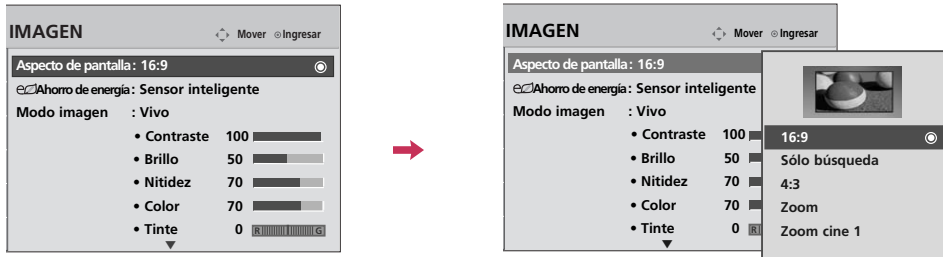 IMAGEN
Mover Ingresar
Aspecto de pantalla : 16:9
Ahorro de energía : Sensor inteligente
Modo imagen : Vivo
• Contraste 100
• Brillo 50
• Nitidez 70
• Color 70
• Tinte 0 R G
IMAGEN
Mover Ingresar
Aspecto de pantalla : 16:9
Ahorro de energía : Sensor inteligente
Modo imagen : Vivo
• Contraste 100
• Brillo 50
• Nitidez 70
• Color 70
• Tinte 0 R
16:9
Sólo búsqueda
4:3
Zoom
Zoom cine 1